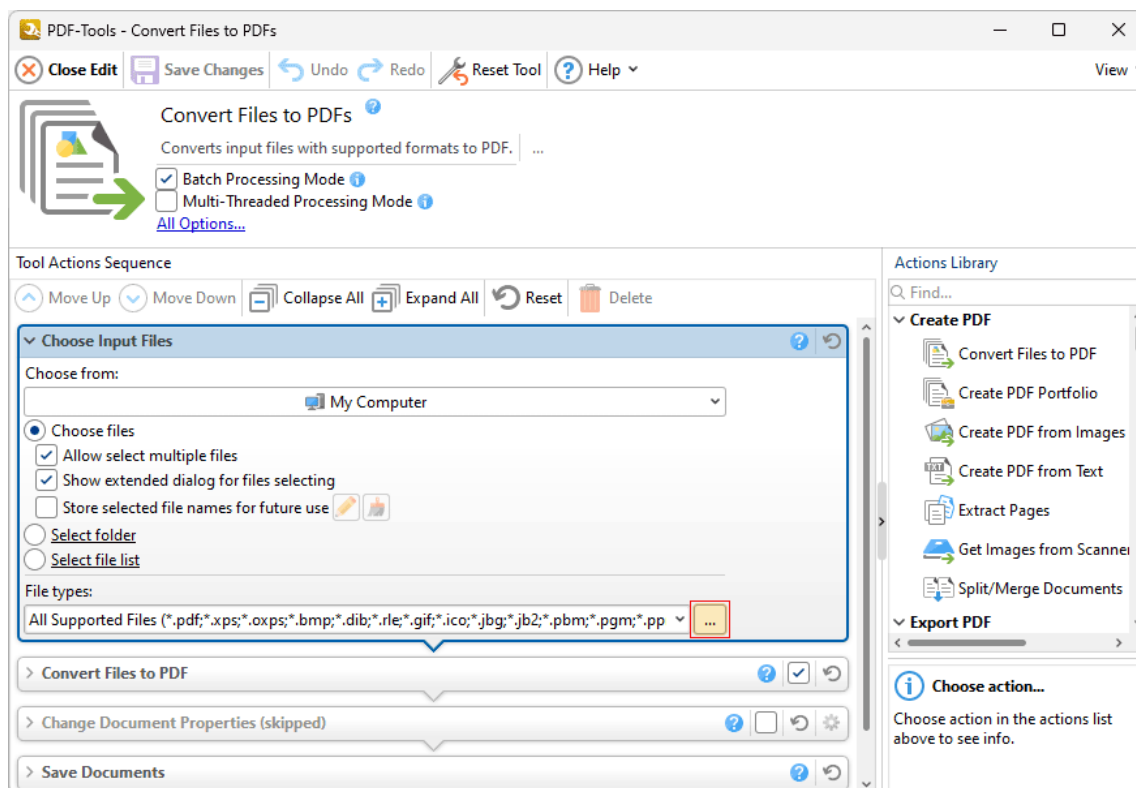 PDF-Tools - Convert Files to PDFs
Close Edit Save Changes Undo Redo Reset Tool ? Help View
Convert Files to PDFs ?
Converts input files with supported formats to PDF. ...
Batch Processing Mode i
Multi-Threaded Processing Mode i
All Options...
Tool Actions Sequence
Move Up Move Down Collapse All Expand All Reset Delete
Choose Input Files ?
Choose from:
My Computer
Choose files
Allow select multiple files
Show extended dialog for files selecting
Store selected file names for future use
Select folder
Select file list
File types:
All Supported Files (*.pdf;*.xps;*.oxps;*.bmp;*.dib;*.rle;*.gif;*.ico;*.jbg;*.jb2;*.pbm;*.pgm;*.pp ...
Convert Files to PDF ?
Change Document Properties (skipped) ?
Save Documents ?
Actions Library
Find...
Create PDF
Convert Files to PDF
Create PDF Portfolio
Create PDF from Images
TXT Create PDF from Text
Extract Pages
Get Images from Scanner
Split/Merge Documents
Export PDF
i Choose action...
Choose action in the actions list
above to see info.